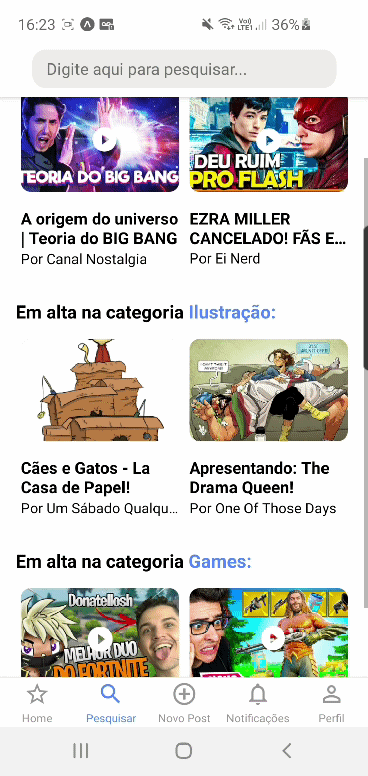 16:23
Vo))
LTE1
36%
Digite aqui para pesquisar...
TEORIA DO BIG BANG
DEU RUIM
PRO FLASH
A origem do universo
| Teoria do BIG BANG
Por Canal Nostalgia
EZRA MILLER
CANCELADO! FÃS E...
Por Ei Nerd
Em alta na categoria Ilustração:
Cães e Gatos - La
Casa de Papel!
Por Um Sábado Qualqu...
Apresentando: The
Drama Queen!
Por One Of Those Days
Em alta na categoria Games:
Donatellosh
MELHOR DUO
DO FORTNITE
Home
Pesquisar
Novo Post
Notificações
Perfil